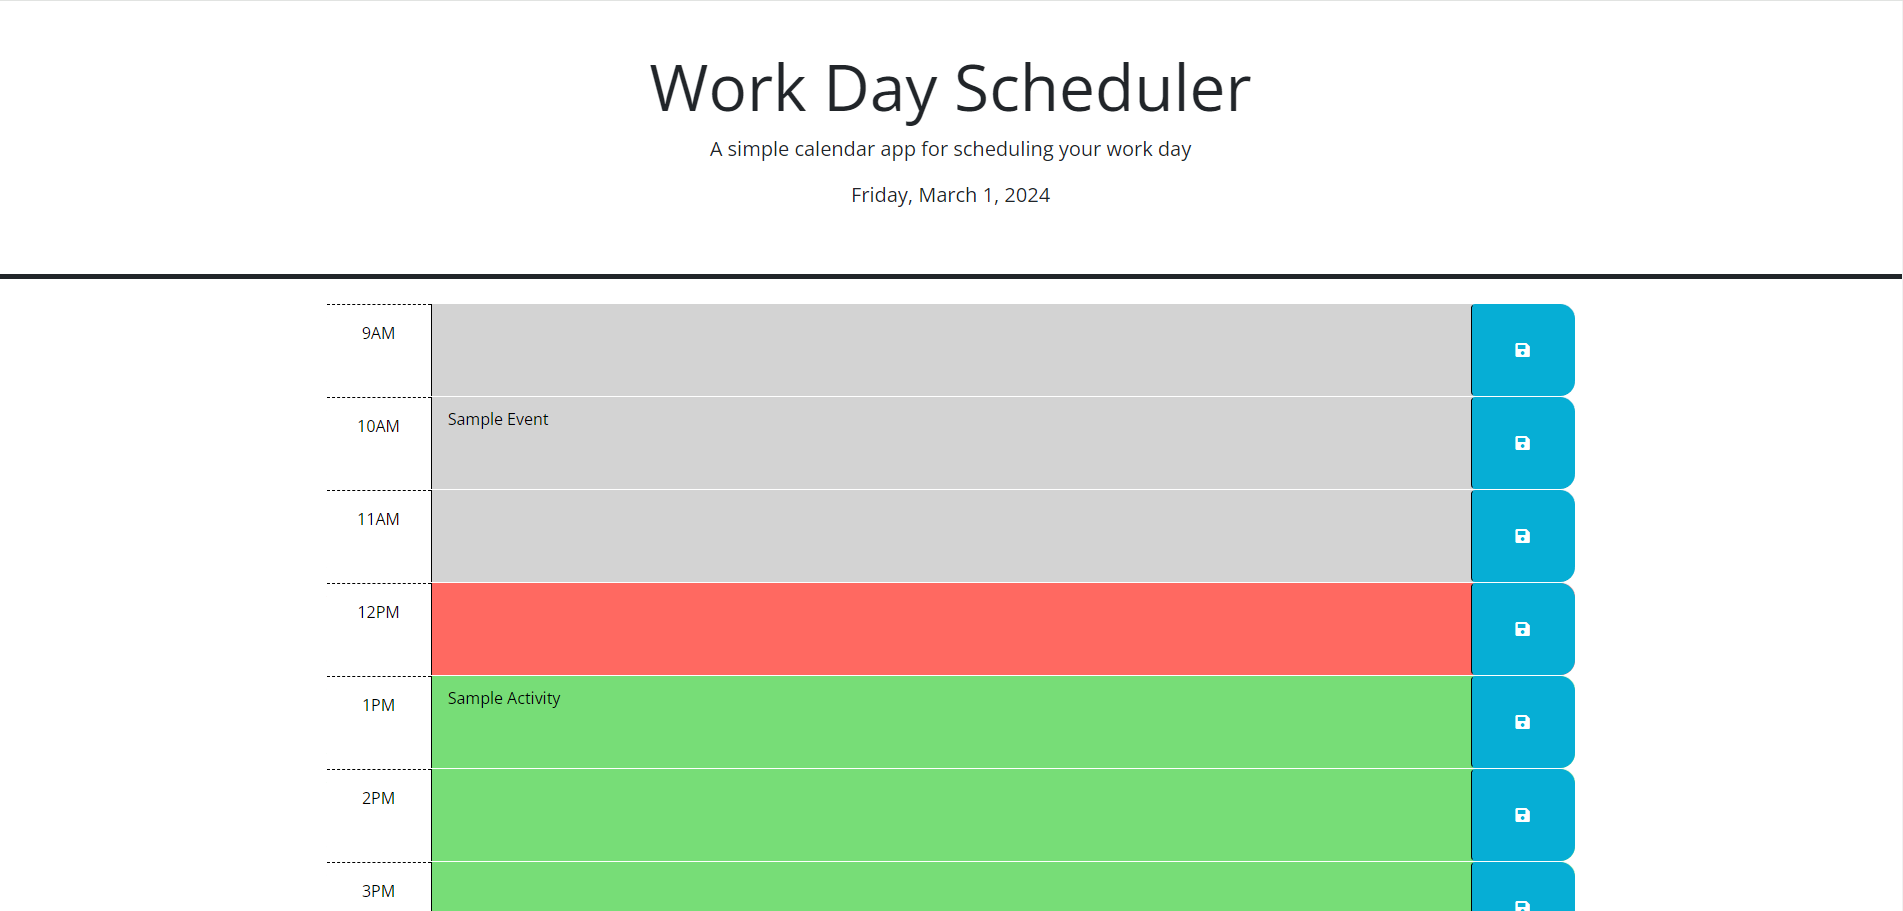 Work Day Scheduler
A simple calendar app for scheduling your work day
Friday, March 1, 2024
9AM
10AM
Sample Event
11AM
12PM
1PM
Sample Activity
2PM
3PM